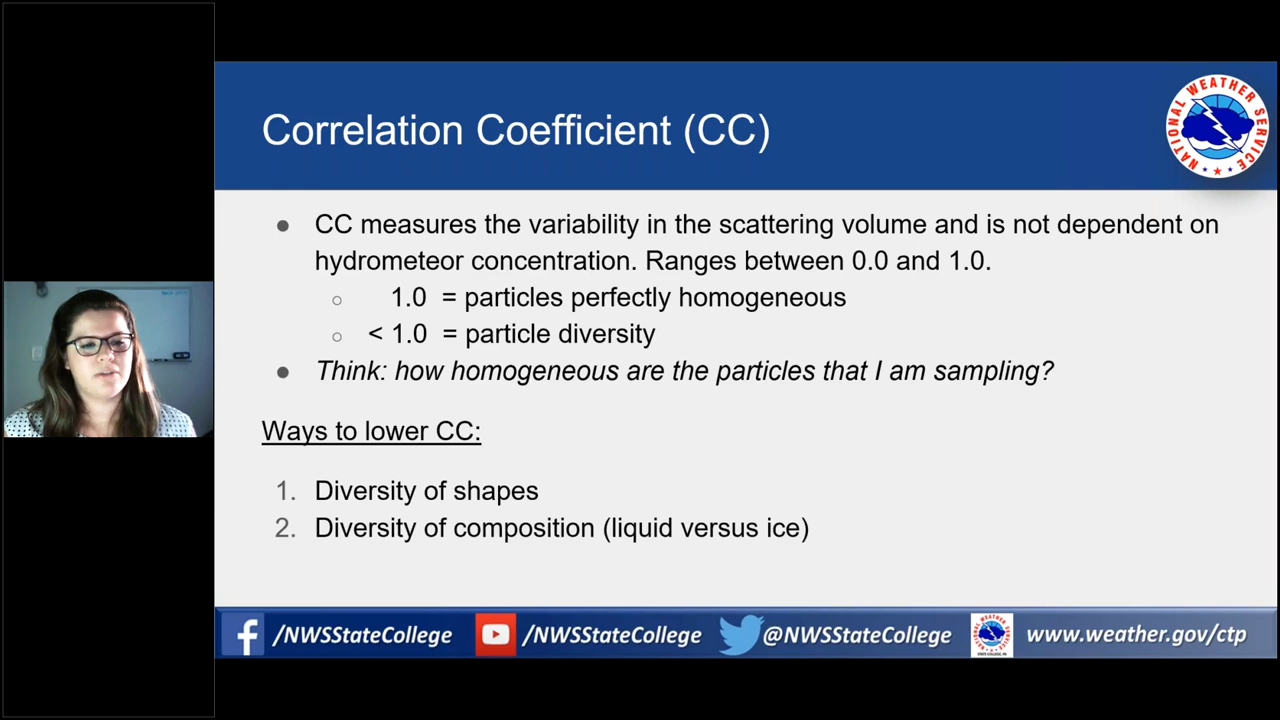 Correlation Coefficient (CC)
NATIONAL WEATHER SERVICE
● CC measures the variability in the scattering volume and is not dependent on
hydrometeor concentration. Ranges between 0.0 and 1.0.
○ 1.0 = particles perfectly homogeneous
○ < 1.0 = particle diversity
● Think: how homogeneous are the particles that I am sampling?
Ways to lower CC:
1. Diversity of shapes
2. Diversity of composition (liquid versus ice)
/NWSStateCollege
/NWSStateCollege
@NWSStateCollege
www.weather.gov/ctp